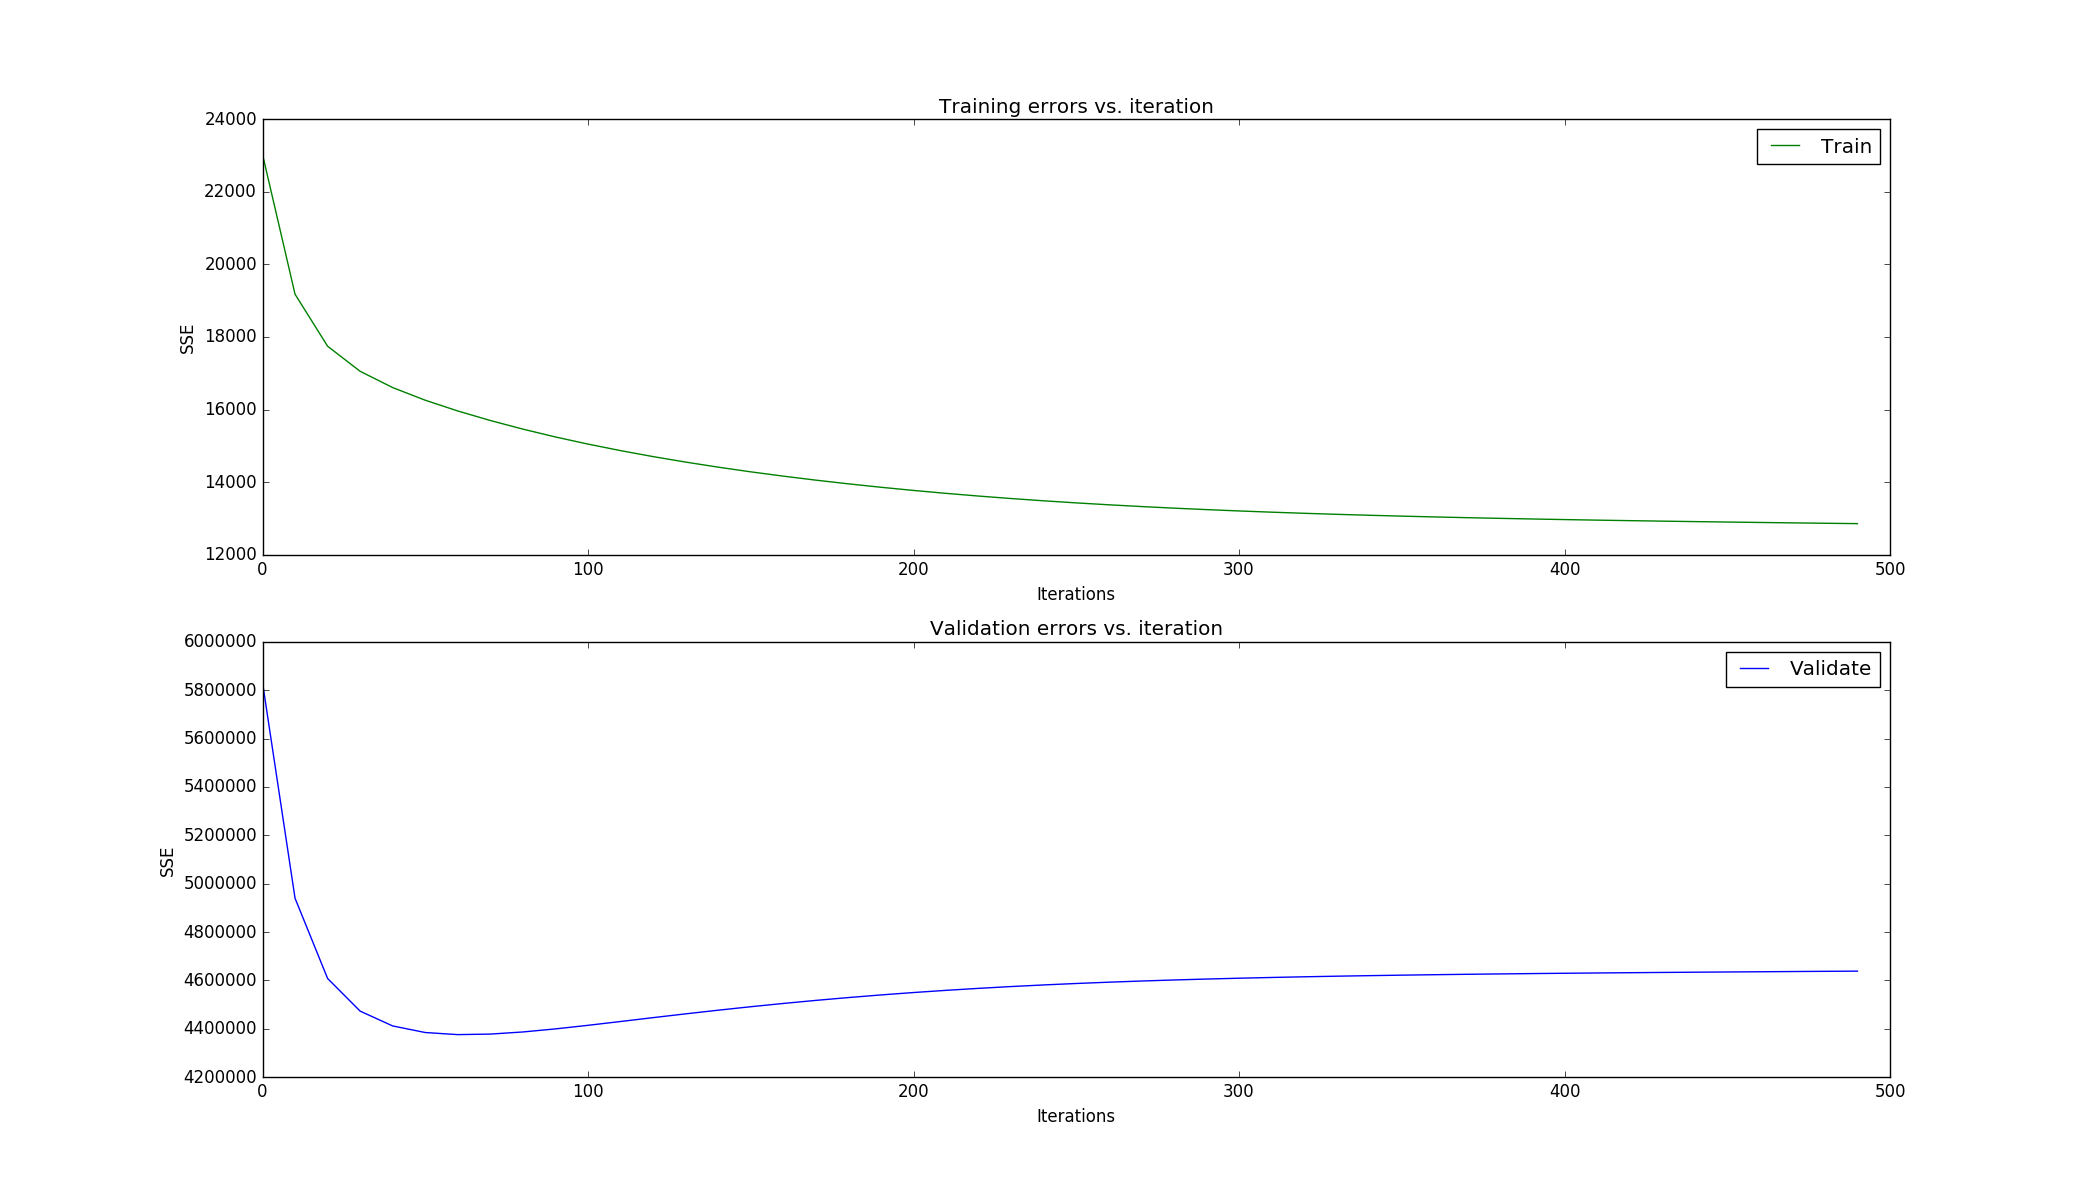 Training errors vs. iteration
24000
22000
20000
18000
16000
14000
12000
SSE
Train
0 100 200 300 400 500
Iterations
Validation errors vs. iteration
6000000
5800000
5600000
5400000
5200000
5000000
4800000
4600000
4400000
4200000
SSE
Validate
0 100 200 300 400 500
Iterations